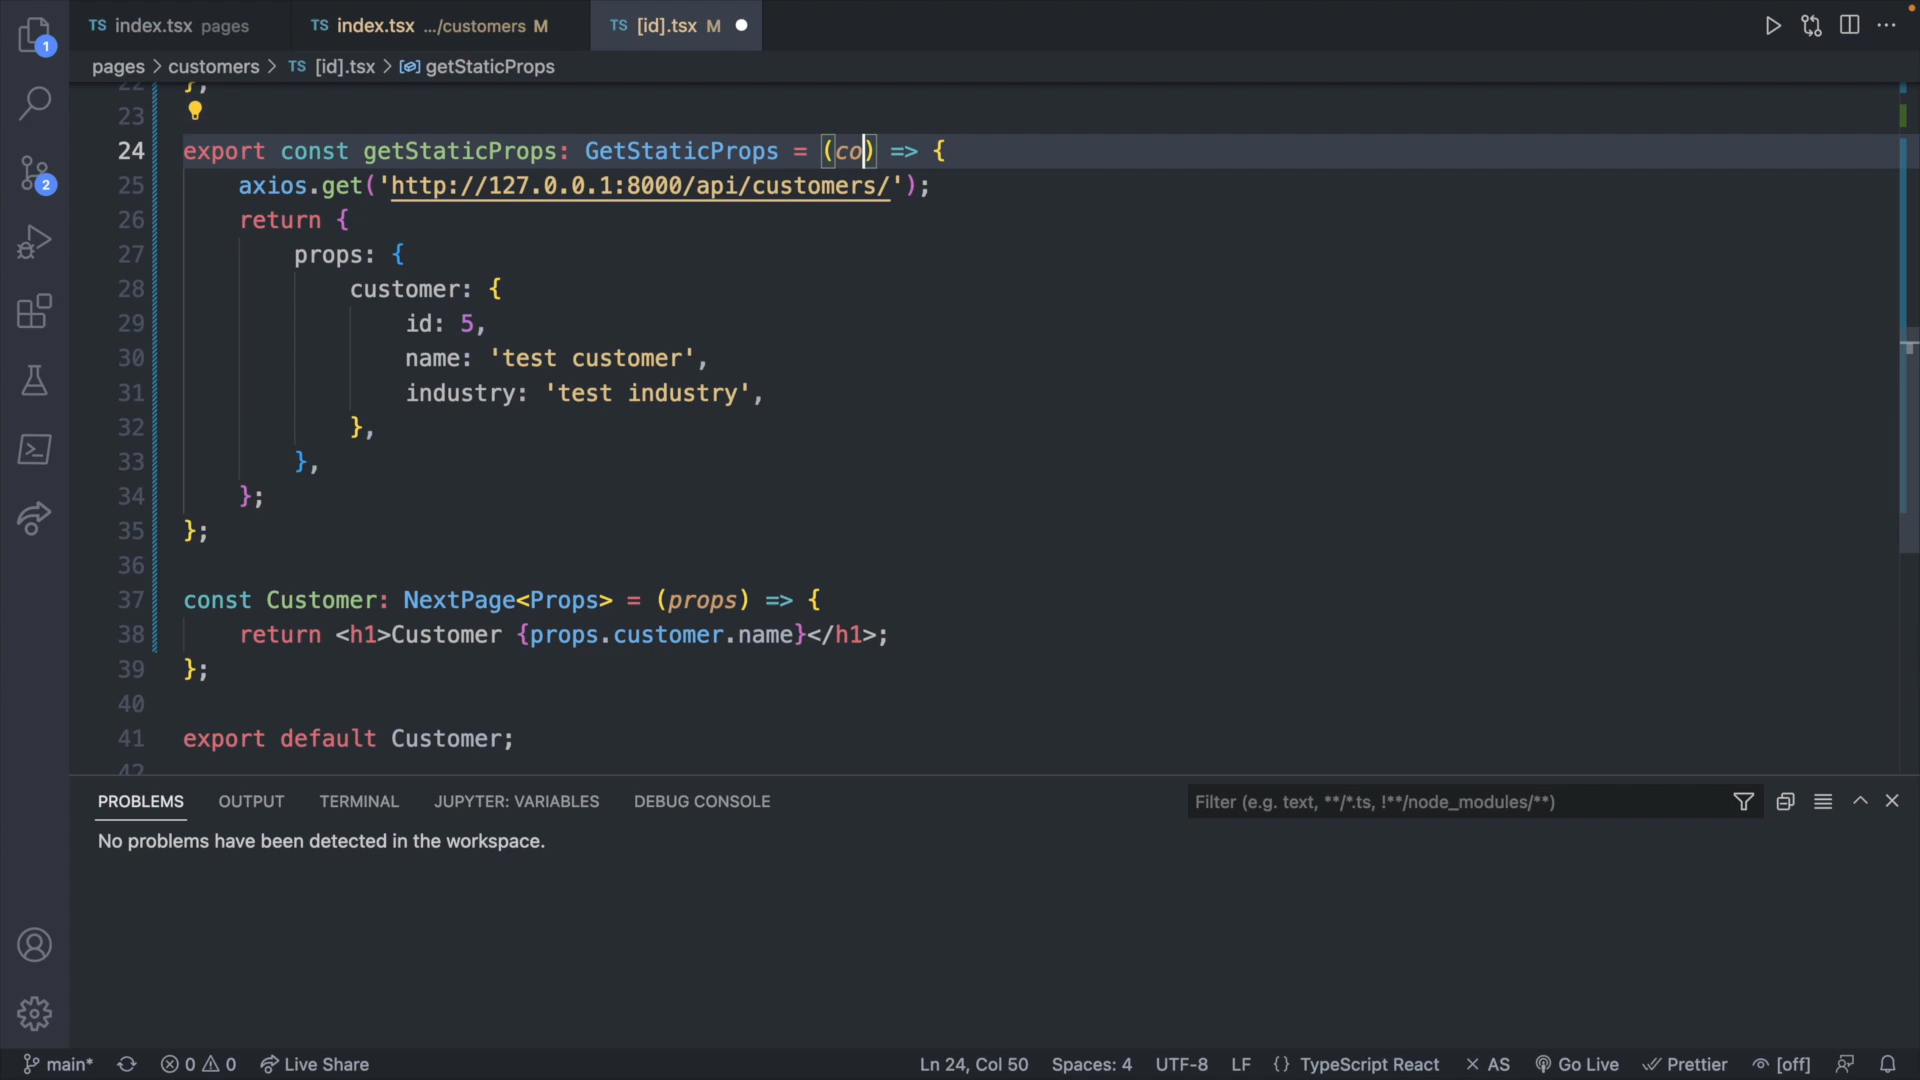 1
2
TS index.tsx pages
TS index.tsx .../customers M
TS [id].tsx M
pages > customers > TS [id].tsx > getStaticProps
22 };
23
24 export const getStaticProps: GetStaticProps = (co) => {
25 axios.get('http://127.0.0.1:8000/api/customers/');
26 return {
27 props: {
28 customer: {
29 id: 5,
30 name: 'test customer',
31 industry: 'test industry',
32 },
33 },
34 };
35 };
36
37 const Customer: NextPage<Props> = (props) => {
38 return <h1>Customer {props.customer.name}</h1>;
39 };
40
41 export default Customer;
42
PROBLEMS OUTPUT TERMINAL JUPYTER: VARIABLES DEBUG CONSOLE
Filter (e.g. text, **/*.ts, !**/node_modules/**)
No problems have been detected in the workspace.
main* 0 0 Live Share Ln 24, Col 50 Spaces: 4 UTF-8 LF {} TypeScript React × AS Go Live Prettier [off]